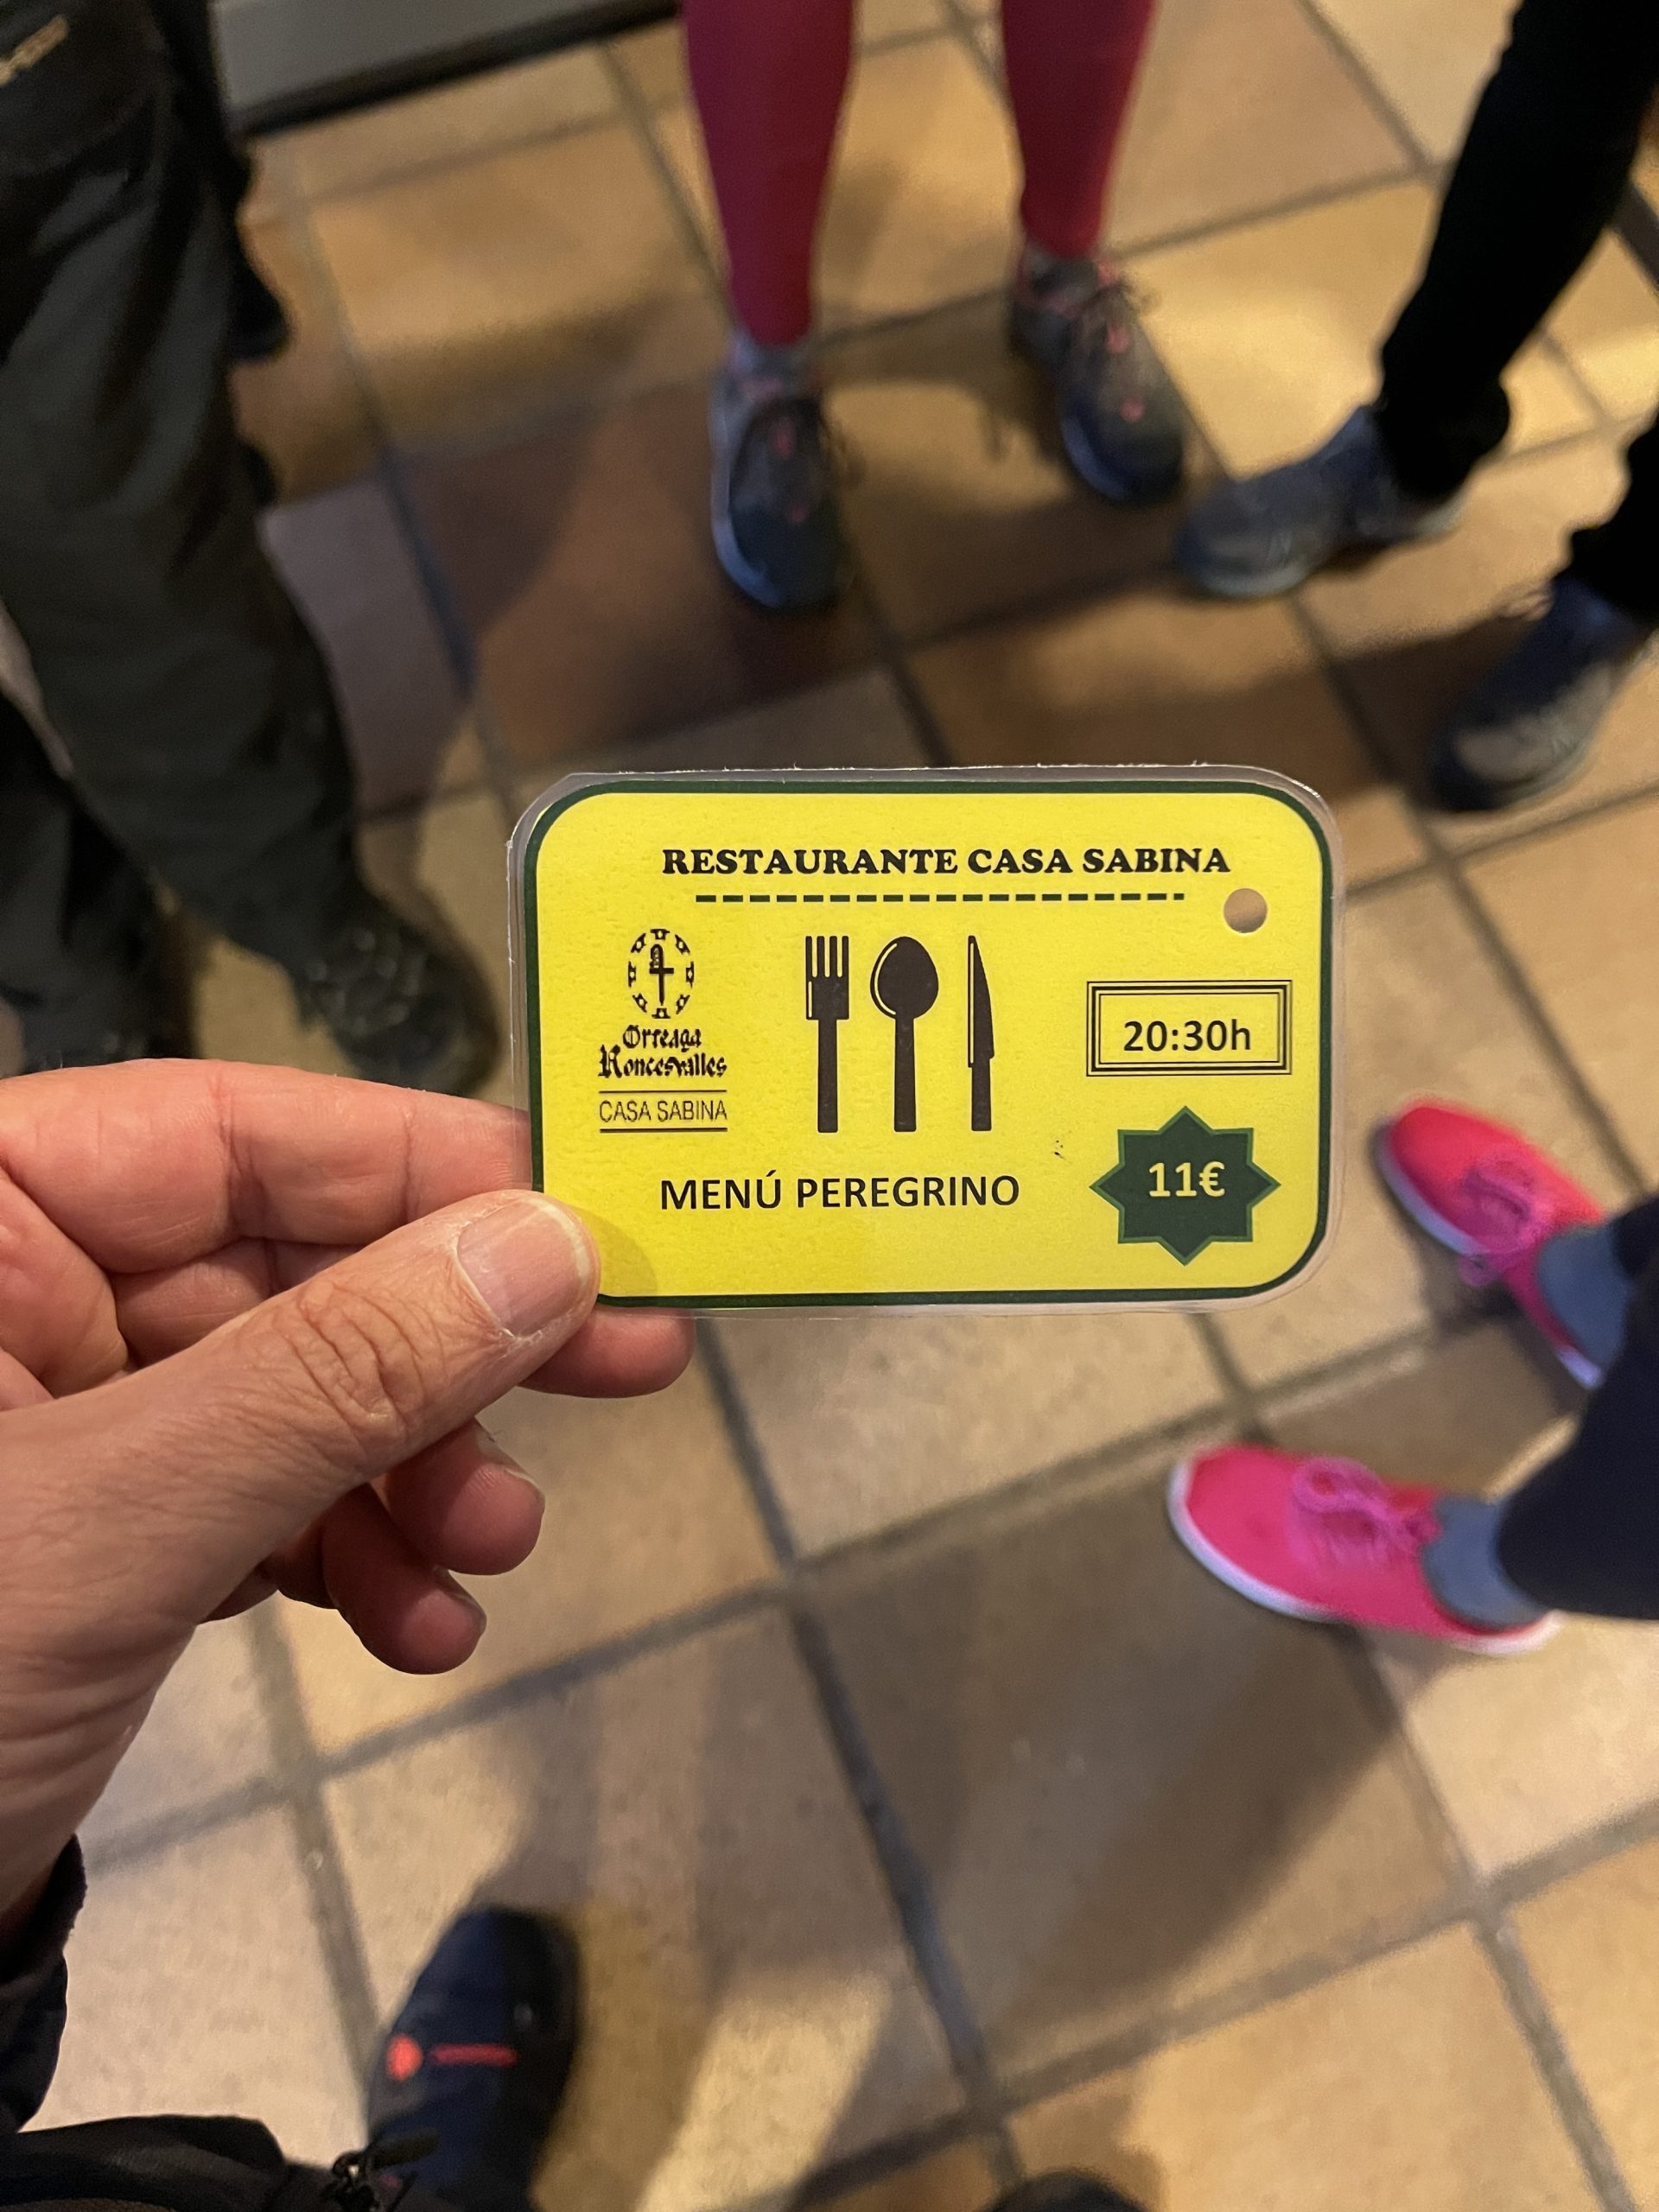 RESTAURANTE CASA SABINA
Orreaga
Roncesvalles
CASA SABINA
20:30h
MENÚ PEREGRINO
11€